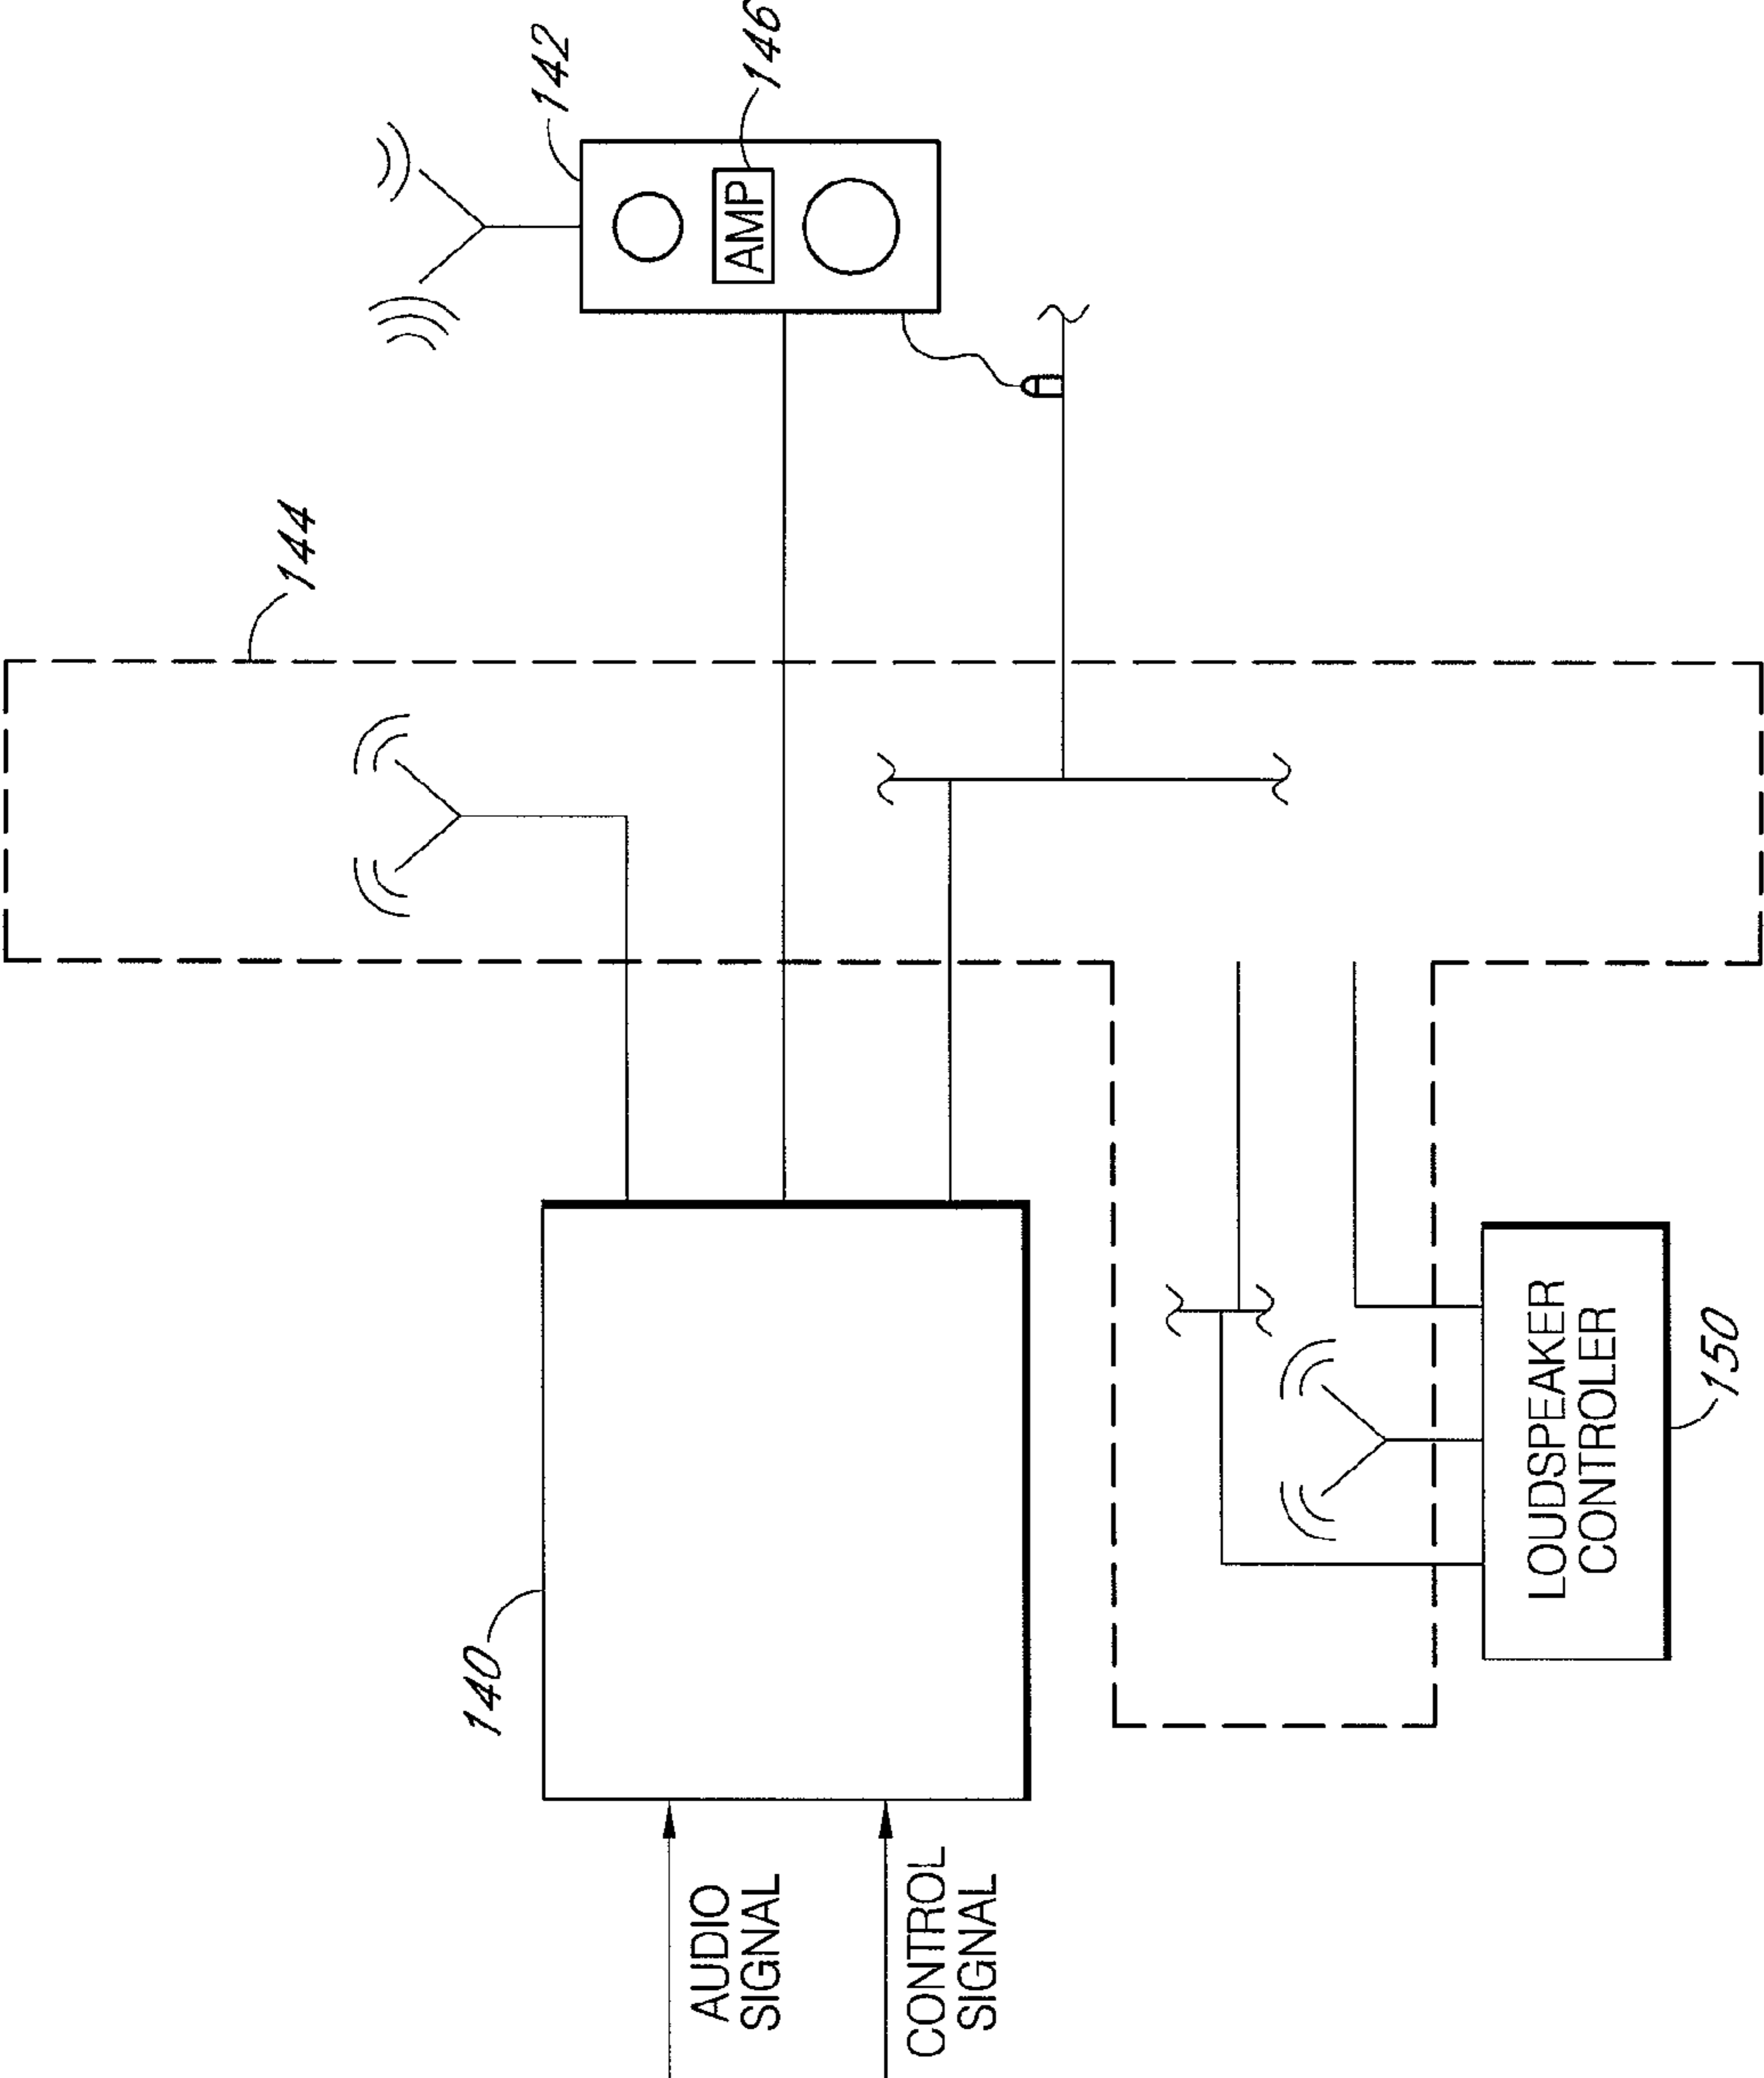 144
142
AMP
146
140
AUDIO
SIGNAL
CONTROL
SIGNAL
LOUDSPEAKER
CONTROLER
150